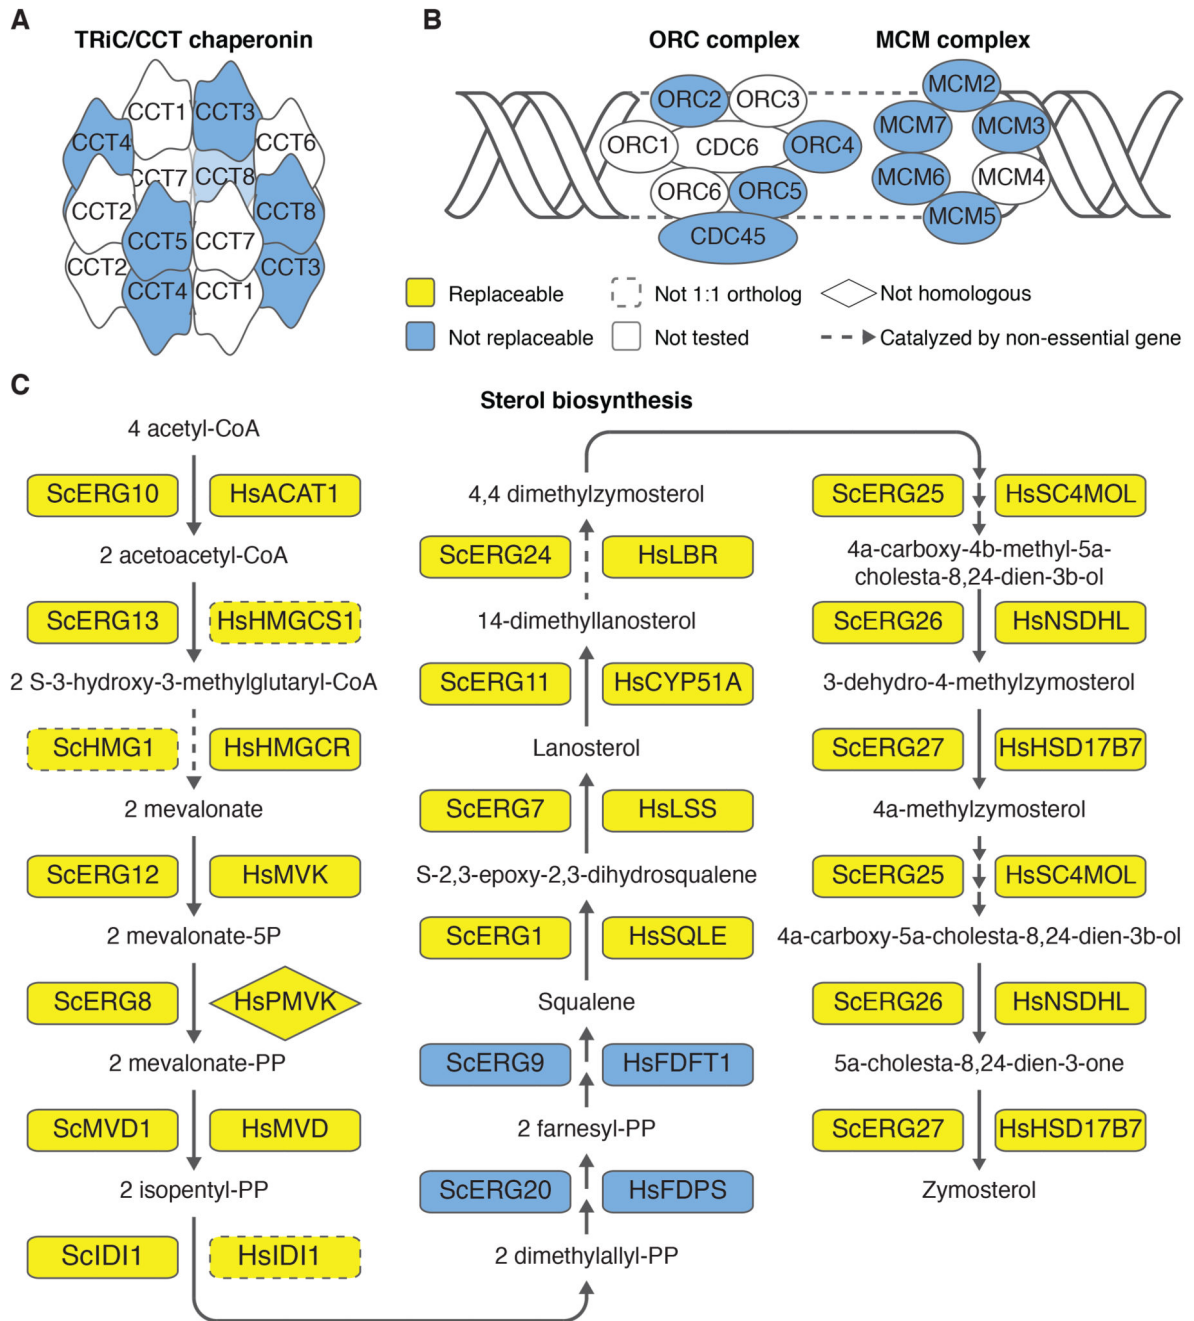 A
TRiC/CCT chaperonin
CCT1
CCT3
CCT4
CCT6
CCT7
CCT8
CCT2
CCT8
CCT5
CCT7
CCT2
CCT3
CCT4
CCT1
B
ORC complex
MCM complex
ORC2
ORC3
MCM2
MCM7
MCM3
ORC1
CDC6
ORC4
ORC6
ORC5
MCM6
MCM4
MCM5
CDC45
Replaceable
Not 1:1 ortholog
Not homologous
Not replaceable
Not tested
Catalyzed by non-essential gene
C
Sterol biosynthesis
4 acetyl-CoA
ScERG10
HsACAT1
2 acetoacetyl-CoA
ScERG13
HsHMGCS1
2 S-3-hydroxy-3-methylglutaryl-CoA
ScHMG1
HsHMGCR
2 mevalonate
ScERG12
HsMVK
2 mevalonate-5P
ScERG8
HsPMVK
2 mevalonate-PP
ScMVD1
HsMVD
2 isopentyl-PP
ScIDI1
HsIDI1
4,4 dimethylzymosterol
ScERG24
HsLBR
14-dimethyllanosterol
ScERG11
HsCYP51A
Lanosterol
ScERG7
HsLSS
S-2,3-epoxy-2,3-dihydrosqualene
ScERG1
HsSQLE
Squalene
ScERG9
HsFDFT1
2 farnesyl-PP
ScERG20
HsFDPS
2 dimethylallyl-PP
ScERG25
HsSC4MOL
4a-carboxy-4b-methyl-5a-
cholesta-8,24-dien-3b-ol
ScERG26
HsNSDHL
3-dehydro-4-methylzymosterol
ScERG27
HsHSD17B7
4a-methylzymosterol
ScERG25
HsSC4MOL
4a-carboxy-5a-cholesta-8,24-dien-3b-ol
ScERG26
HsNSDHL
5a-cholesta-8,24-dien-3-one
ScERG27
HsHSD17B7
Zymosterol